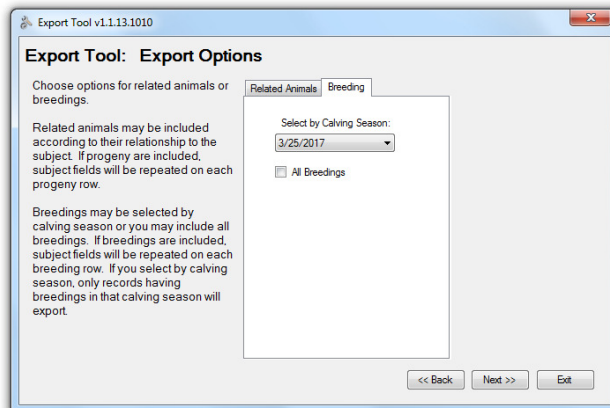 Export Tool v1.1.13.1010
Export Tool:   Export Options
Choose options for related animals or
breedings.
Related animals may be included
according to their relationship to the
subject.  If progeny are included,
subject fields will be repeated on each
progeny row.
Breedings may be selected by
calving season or you may include all
breedings.  If breedings are included,
subject fields will be repeated on each
breeding row.  If you select by calving
season, only records having
breedings in that calving season will
export.
Related Animals
Breeding
Select by Calving Season:
3/25/2017
All Breedings
<< Back
Next >>
Exit